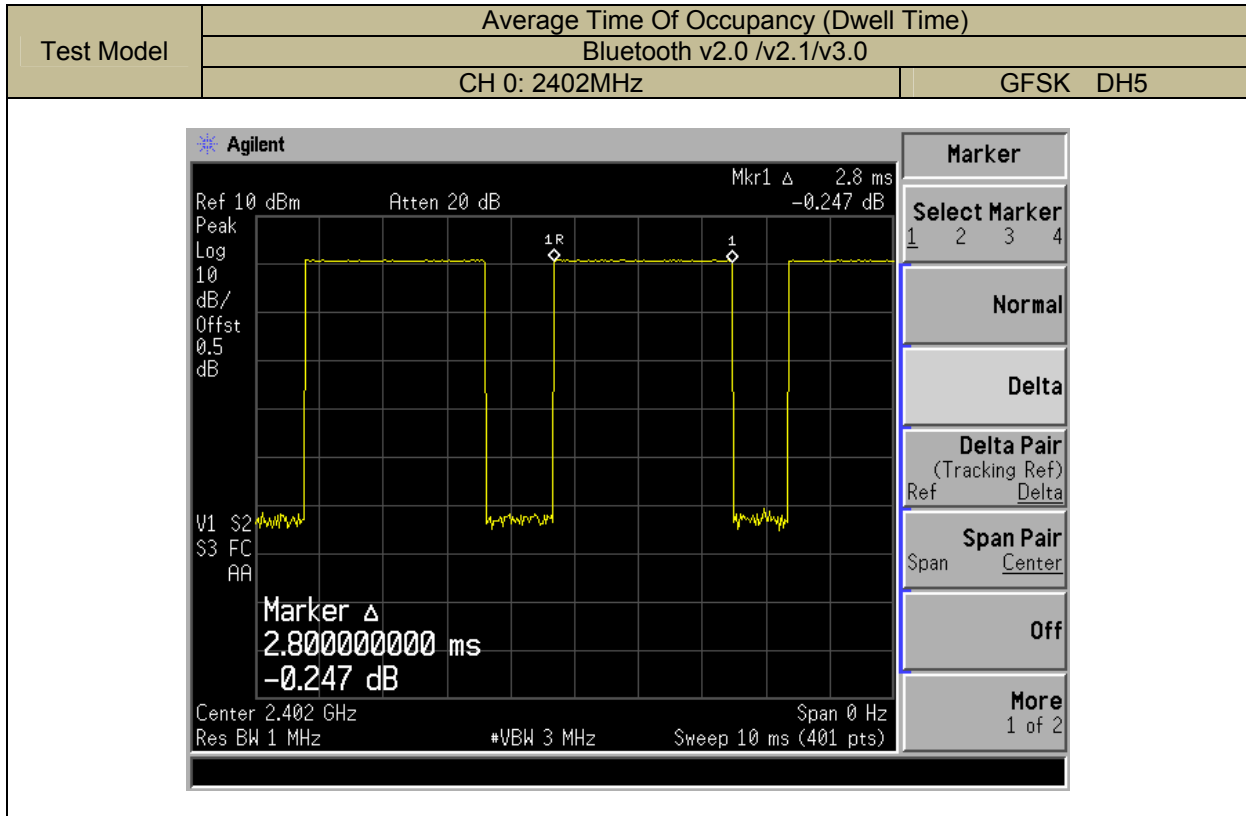 Test Model
Average Time Of Occupancy (Dwell Time)
Bluetooth v2.0 /v2.1/v3.0
CH 0: 2402MHz GFSK DH5
Agilent
Mkr1 Δ 2.8 ms
Ref 10 dBm Atten 20 dB -0.247 dB
Peak
Log
10
dB/
Offst
0.5
dB
1R 1
V1 S2
S3 FC
AA
Marker Δ
2.800000000 ms
-0.247 dB
Center 2.402 GHz Span 0 Hz
Res BW 1 MHz #VBW 3 MHz Sweep 10 ms (401 pts)
Marker
Select Marker
1 2 3 4
Normal
Delta
Delta Pair
(Tracking Ref)
Ref Delta
Span Pair
Span Center
Off
More
1 of 2